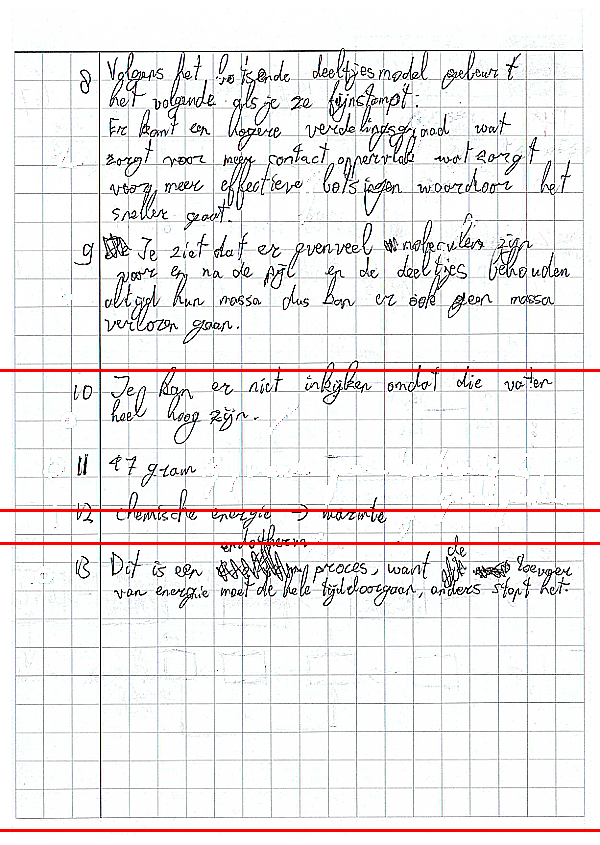 8 Volgens het botsende deeltjesmodel gebeurt
het volgende als je ze fijnstampt:
Er komt een hogere verdelingsgraad wat
zorgt voor meer contactoppervlak wat zorgt
voor meer effectieve botsingen waardoor het
sneller gaat.
9 Je ziet dat er evenveel moleculen zijn
voor en na de pijl en de deeltjes behouden
altijd hun massa dus kan er ook geen massa
verloren gaan.
10 Je kan er niet inkijken omdat die vaten
heel hoog zijn.
11 47 gram
12 chemische energie → warmte
endotherm
13 Dit is een proces, want de toevoer
van energie moet de hele tijd doorgaan, anders stopt het.